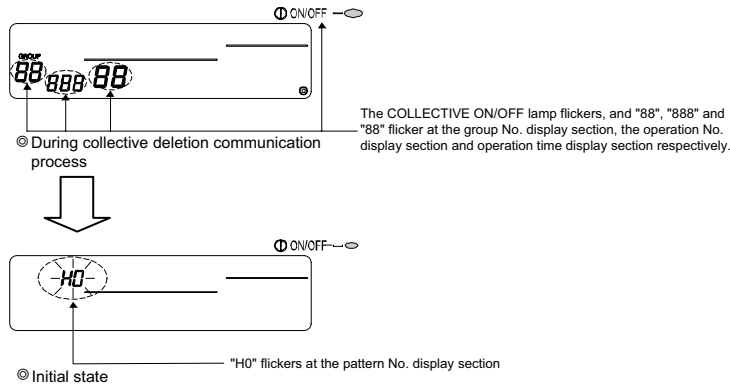 ON/OFF
GROUP
88 888 88
The COLLECTIVE ON/OFF lamp flickers, and "88", "888" and
"88" flicker at the group No. display section, the operation No.
display section and operation time display section respectively.
◎ During collective deletion communication
process
ON/OFF
H0
"H0" flickers at the pattern No. display section
◎ Initial state